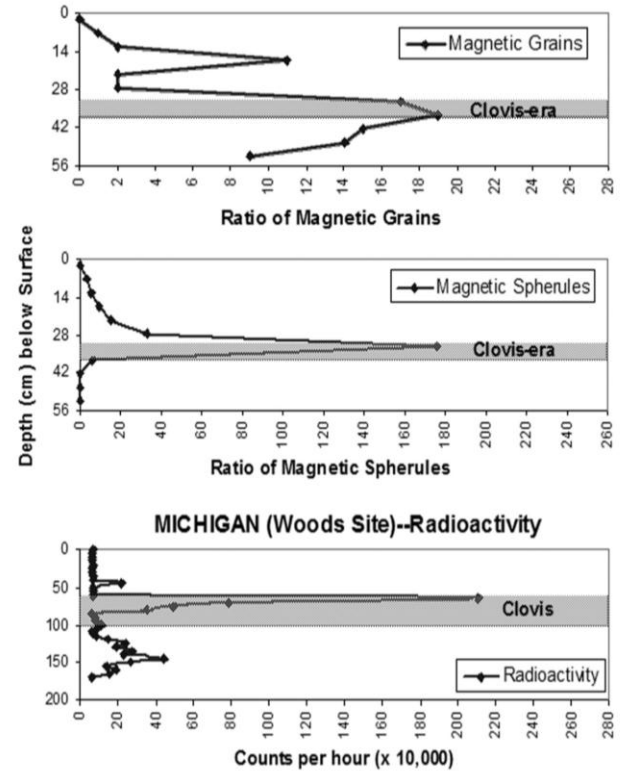 0
14
28
42
56
Magnetic Grains
Clovis-era
0 2 4 6 8 10 12 14 16 18 20 22 24 26 28
Ratio of Magnetic Grains
Depth (cm) below Surface
0
14
28
42
56
Magnetic Spherules
Clovis-era
0 20 40 60 80 100 120 140 160 180 200 220 240 260
Ratio of Magnetic Spherules
MICHIGAN (Woods Site)--Radioactivity
0
50
100
150
200
Clovis
Radioactivity
0 20 40 60 80 100 120 140 160 180 200 220 240 260 280
Counts per hour (x 10,000)